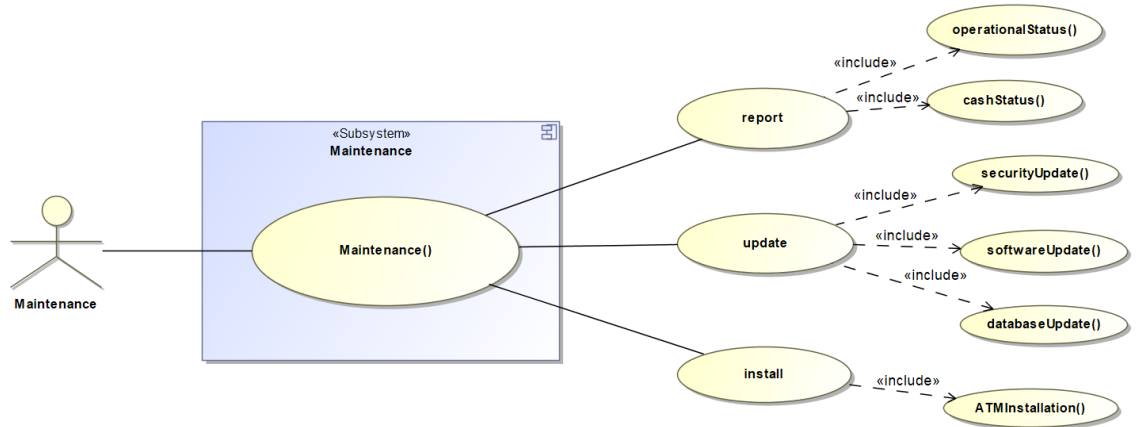 operationalStatus()
«include»
«include»
cashStatus()
report
«Subsystem»
Maintenance
securityUpdate()
«include»
Maintenance()
update
«include»
softwareUpdate()
Maintenance
databaseUpdate()
«include»
install
«include»
ATMInstallation()